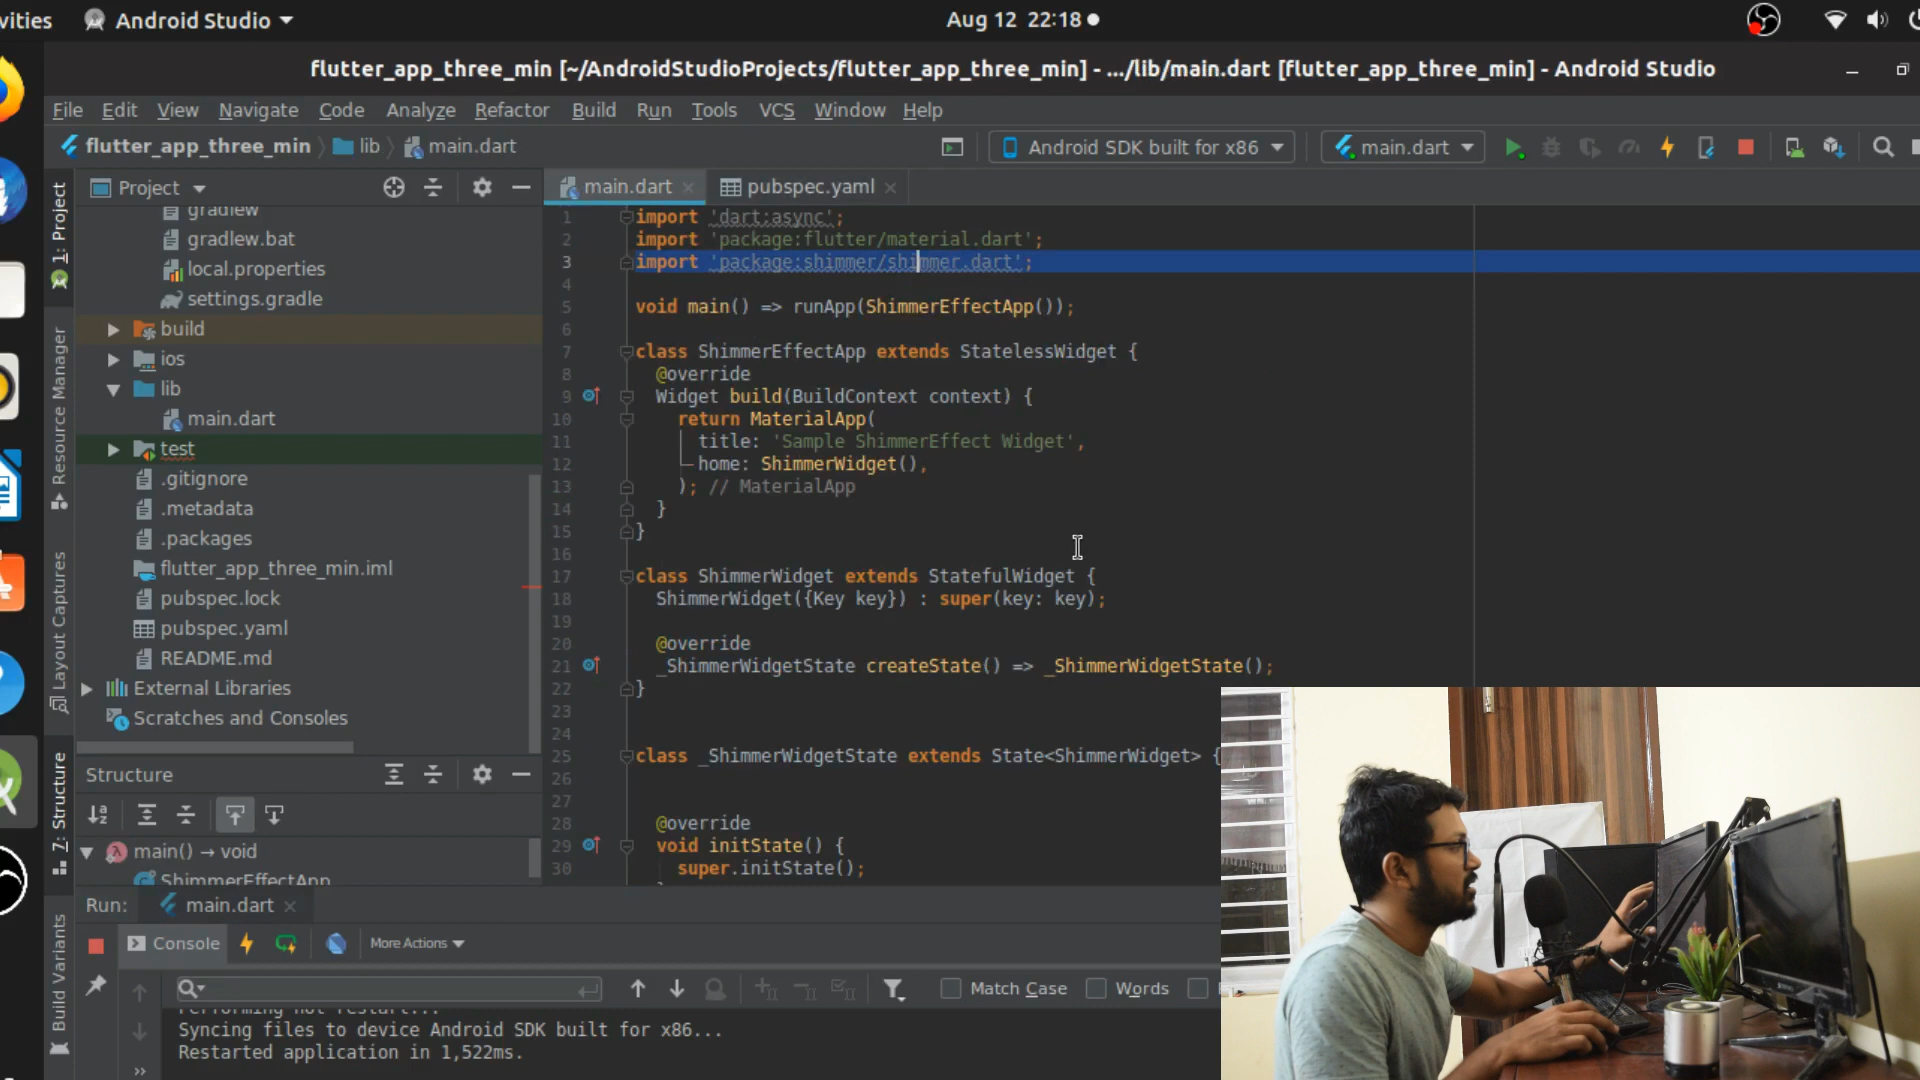 vities
Android Studio
Aug 12 22:18
flutter_app_three_min [~/AndroidStudioProjects/flutter_app_three_min] - .../lib/main.dart [flutter_app_three_min] - Android Studio
File Edit View Navigate Code Analyze Refactor Build Run Tools VCS Window Help
flutter_app_three_min lib main.dart
Android SDK built for x86
main.dart
1: Project
Resource Manager
Layout Captures
7: Structure
Build Variants
Project
gradlew
gradlew.bat
local.properties
settings.gradle
build
ios
lib
main.dart
test
.gitignore
.metadata
.packages
flutter_app_three_min.iml
pubspec.lock
pubspec.yaml
README.md
External Libraries
Scratches and Consoles
Structure
main() → void
ShimmerEffectApp
main.dart
pubspec.yaml
1 import 'dart:async';
2 import 'package:flutter/material.dart';
3 import 'package:shimmer/shimmer.dart';
4
5 void main() => runApp(ShimmerEffectApp());
6
7 class ShimmerEffectApp extends StatelessWidget {
8 @override
9 Widget build(BuildContext context) {
10 return MaterialApp(
11 title: 'Sample ShimmerEffect Widget',
12 home: ShimmerWidget(),
13 ); // MaterialApp
14 }
15 }
16
17 class ShimmerWidget extends StatefulWidget {
18 ShimmerWidget({Key key}) : super(key: key);
19
20 @override
21 _ShimmerWidgetState createState() => _ShimmerWidgetState();
22 }
23
24
25 class _ShimmerWidgetState extends State<ShimmerWidget> {
26
27
28 @override
29 void initState() {
30 super.initState();
Run: main.dart
Console
More Actions
Match Case
Words
Performing hot restart...
Syncing files to device Android SDK built for x86...
Restarted application in 1,522ms.